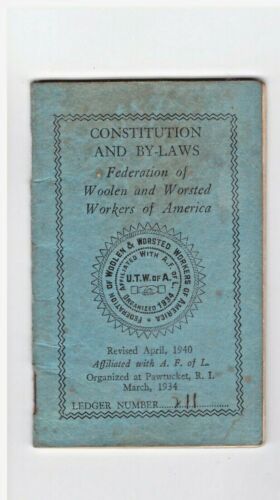 CONSTITUTION
AND BY-LAWS
Federation of
Woolen and Worsted
Workers of America
FEDERATION OF WOOLEN & WORSTED WORKERS OF AMERICA
AFFILIATED WITH A.F. OF L.
U.T.W. OF A.
ORGANIZED 1934
Revised April, 1940
Affiliated with A. F. of L.
Organized at Pawtucket, R. I.
March, 1934
LEDGER NUMBER.....211............